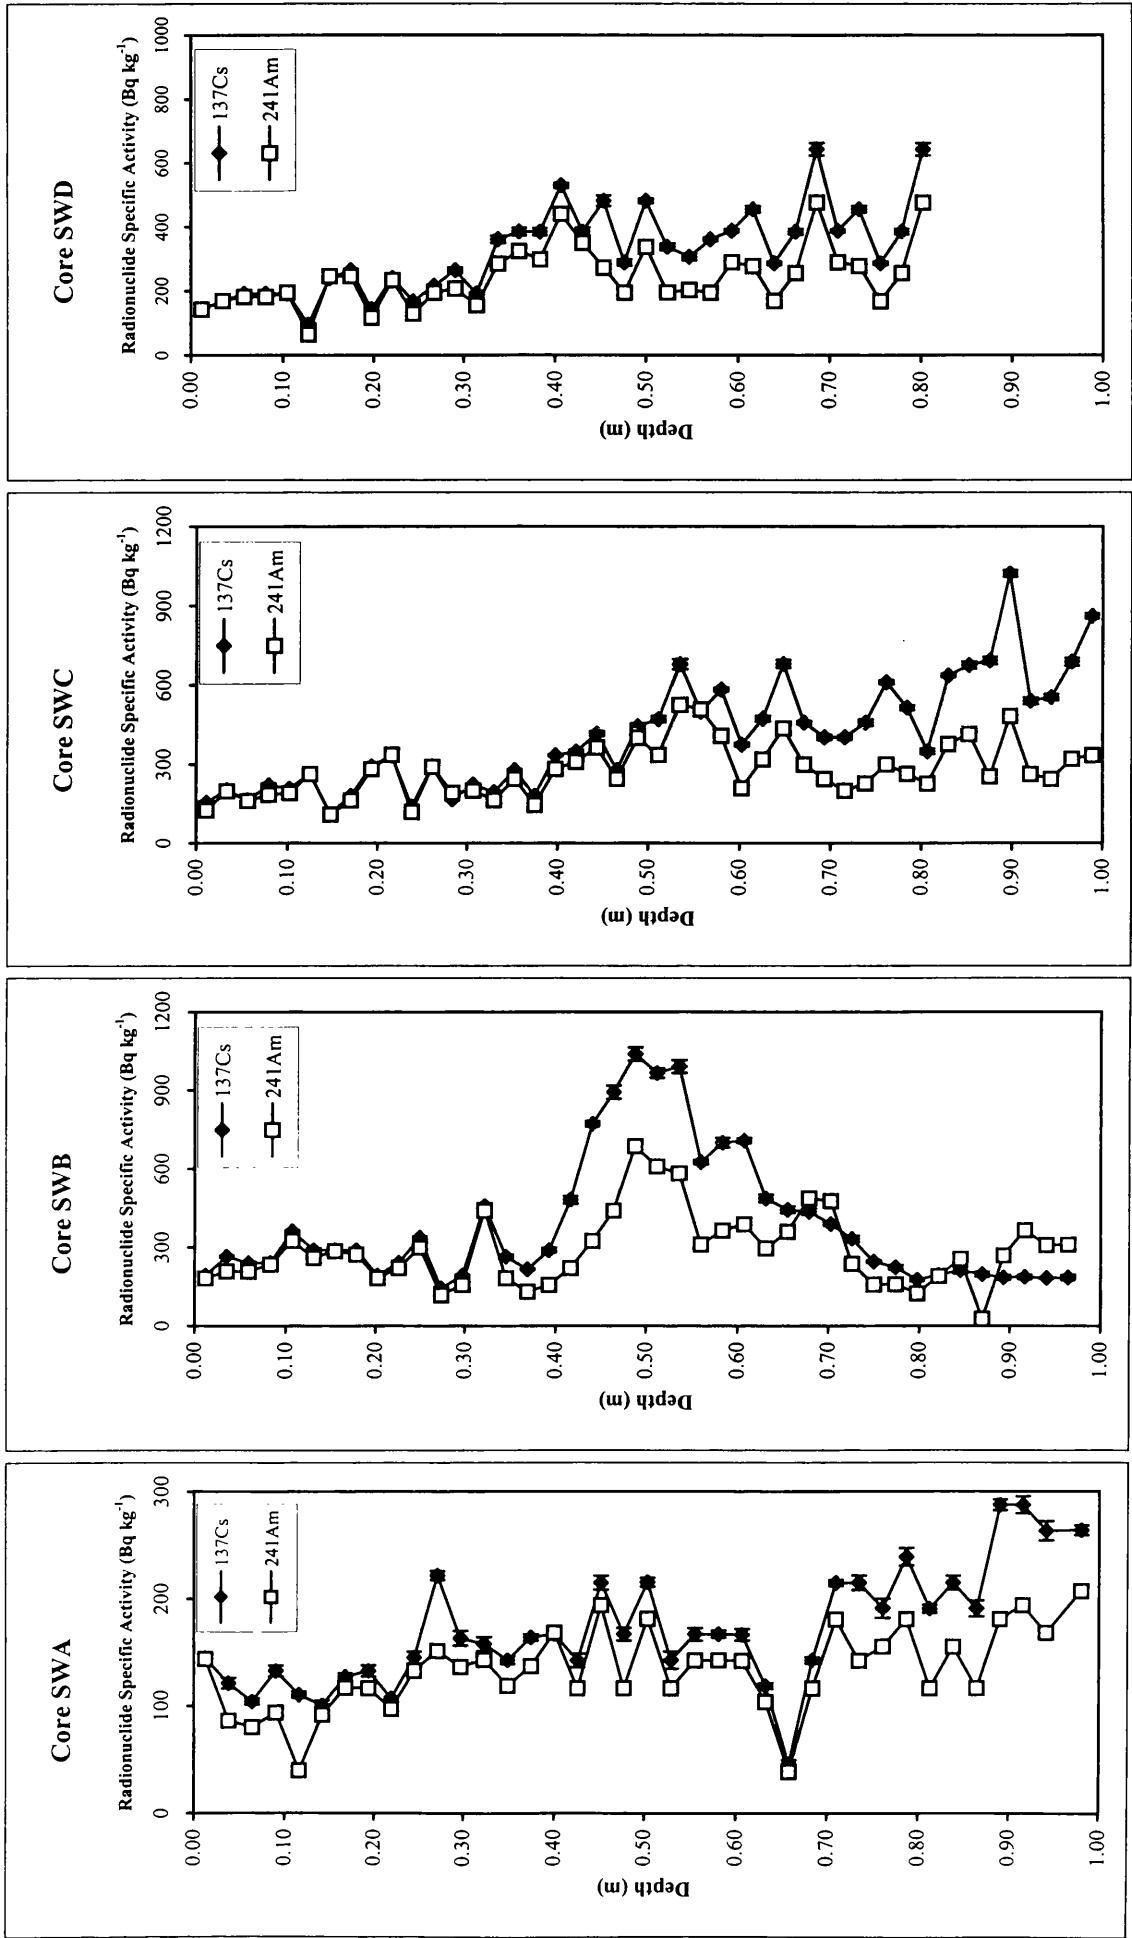 Core SWA
Radionuclide Specific Activity (Bq kg⁻¹)
0 100 200 300
137Cs
241Am
0.00
0.10
0.20
0.30
0.40
0.50
0.60
0.70
0.80
0.90
1.00
Depth (m)
Core SWB
Radionuclide Specific Activity (Bq kg⁻¹)
0 300 600 900 1200
137Cs
241Am
0.00
0.10
0.20
0.30
0.40
0.50
0.60
0.70
0.80
0.90
1.00
Depth (m)
Core SWC
Radionuclide Specific Activity (Bq kg⁻¹)
0 300 600 900 1200
137Cs
241Am
0.00
0.10
0.20
0.30
0.40
0.50
0.60
0.70
0.80
0.90
1.00
Depth (m)
Core SWD
Radionuclide Specific Activity (Bq kg⁻¹)
0 200 400 600 800 1000
137Cs
241Am
0.00
0.10
0.20
0.30
0.40
0.50
0.60
0.70
0.80
0.90
1.00
Depth (m)